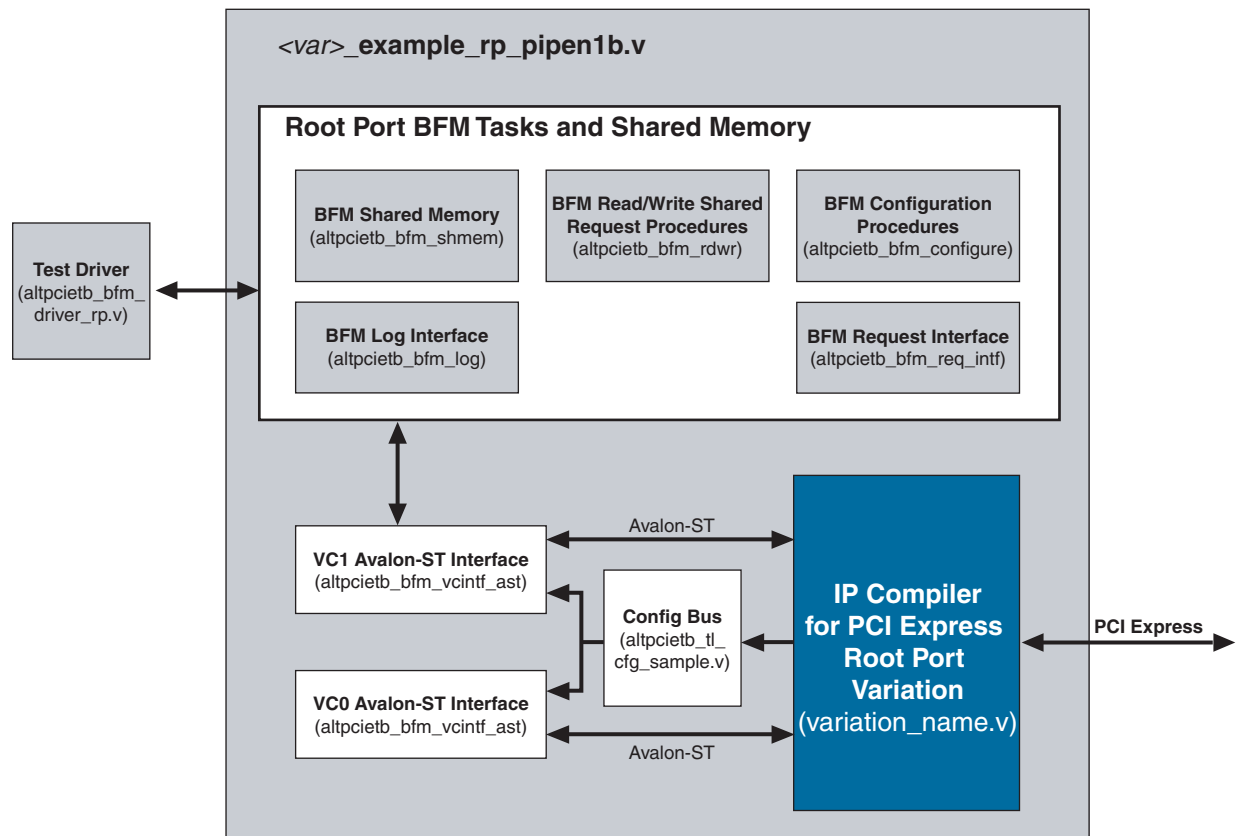 <var>_example_rp_pipen1b.v
Root Port BFM Tasks and Shared Memory
BFM Shared Memory
(altpcietb_bfm_shmem)
BFM Read/Write Shared
Request Procedures
(altpcietb_bfm_rdwr)
BFM Configuration
Procedures
(altpcietb_bfm_configure)
Test Driver
(altpcietb_bfm_
driver_rp.v)
BFM Log Interface
(altpcietb_bfm_log)
BFM Request Interface
(altpcietb_bfm_req_intf)
Avalon-ST
VC1 Avalon-ST Interface
(altpcietb_bfm_vcintf_ast)
Config Bus
(altpcietb_tl_
cfg_sample.v)
IP Compiler
for PCI Express
Root Port
Variation
(variation_name.v)
PCI Express
VC0 Avalon-ST Interface
(altpcietb_bfm_vcintf_ast)
Avalon-ST